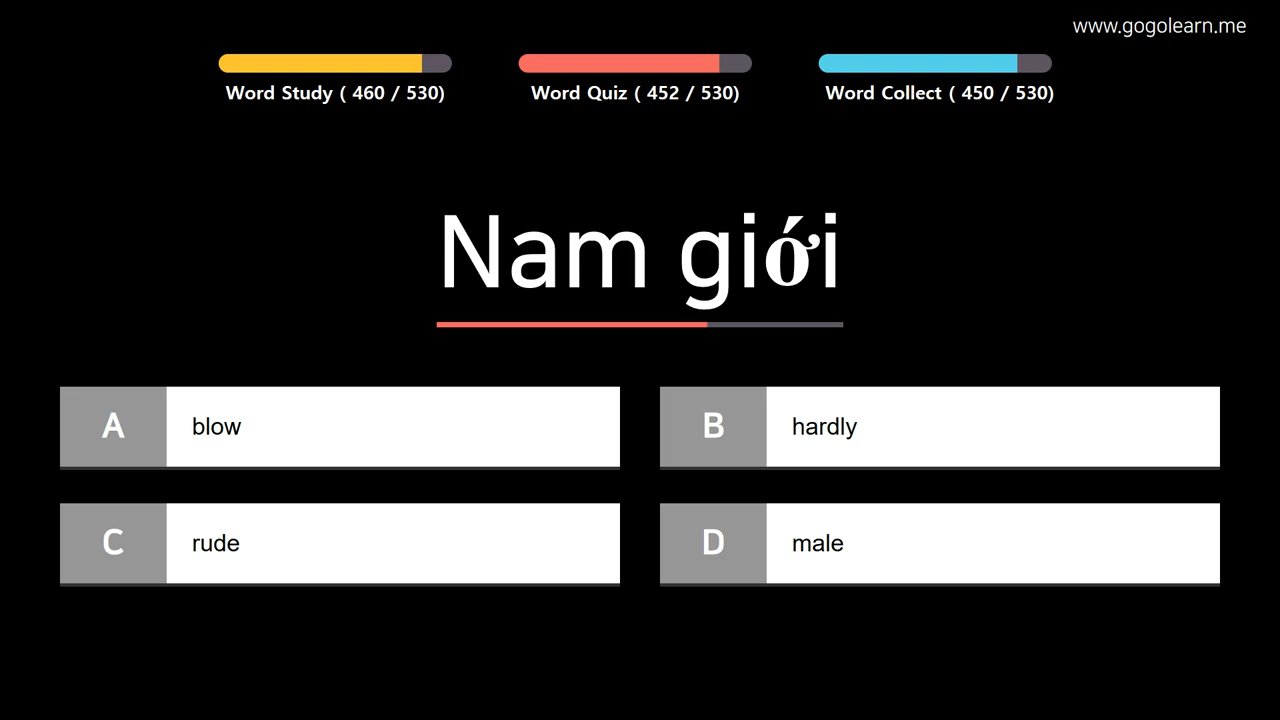 www.gogolearn.me
Word Study ( 460 / 530)
Word Quiz ( 452 / 530)
Word Collect ( 450 / 530)
Nam giới
A blow
B hardly
C rude
D male